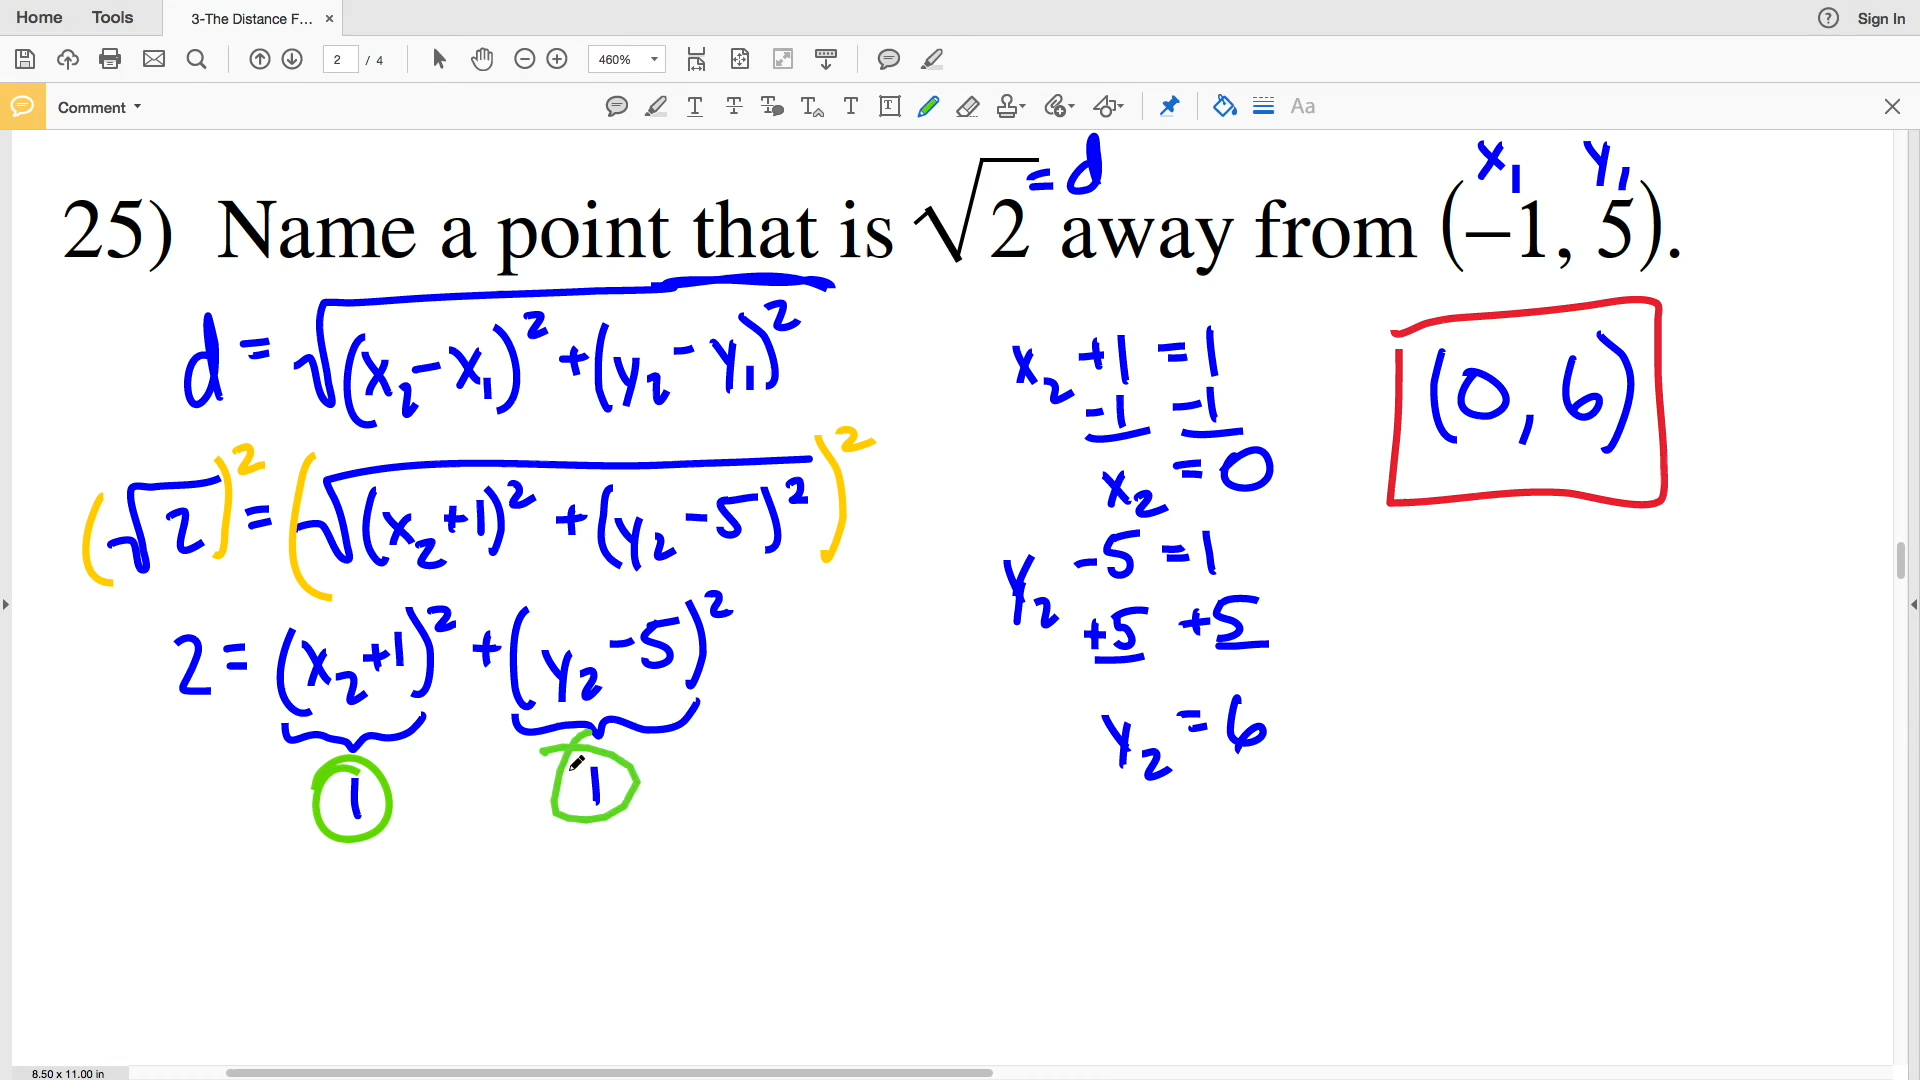 Home Tools 3-The Distance F... × ? Sign In
2 / 4 460%
Comment T T T T T T Aa
= d x₁ y₁
25) Name a point that is √2 away from (−1, 5).
d = √((x₂ - x₁)² + (y₂ - y₁)²)
(√2)² = (√((x₂+1)² + (y₂-5)²))²
2 = (x₂+1)² + (y₂-5)²
1 1
x₂ +1 = 1
-1 -1
x₂ = 0
y₂ -5 = 1
+5 +5
y₂ = 6
(0, 6)
8.50 x 11.00 in